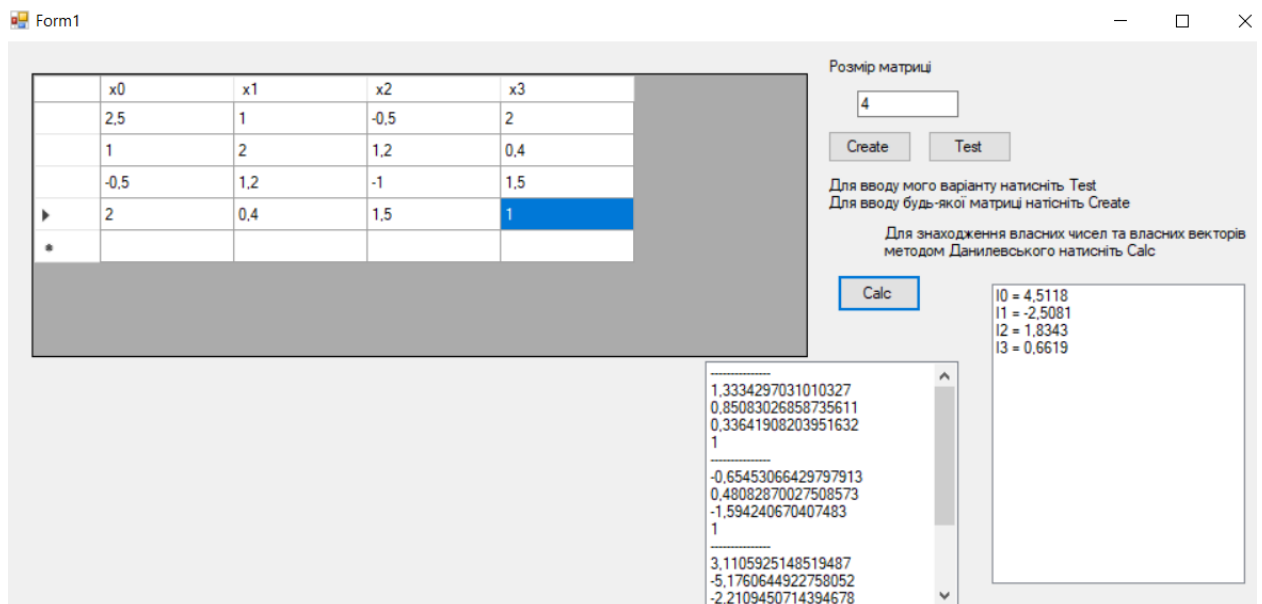 Form1
Розмір матриці
x0 x1 x2 x3
4
2,5 1 -0,5 2
1 2 1,2 0,4
Create Test
-0,5 1,2 -1 1,5
Для вводу мого варіанту натисніть Test
Для вводу будь-якої матриці натісніть Create
2 0,4 1,5 1
Для знаходження власних чисел та власних векторів
методом Данилевського натисніть Calc
Calc
l0 = 4,5118
l1 = -2,5081
l2 = 1,8343
l3 = 0,6619
---------------
1,3334297031010327
0,85083026858735611
0,33641908203951632
1
---------------
-0,65453066429797913
0,48082870027508573
-1,594240670407483
1
---------------
3,1105925148519487
-5,1760644922758052
-2,2109450714394678